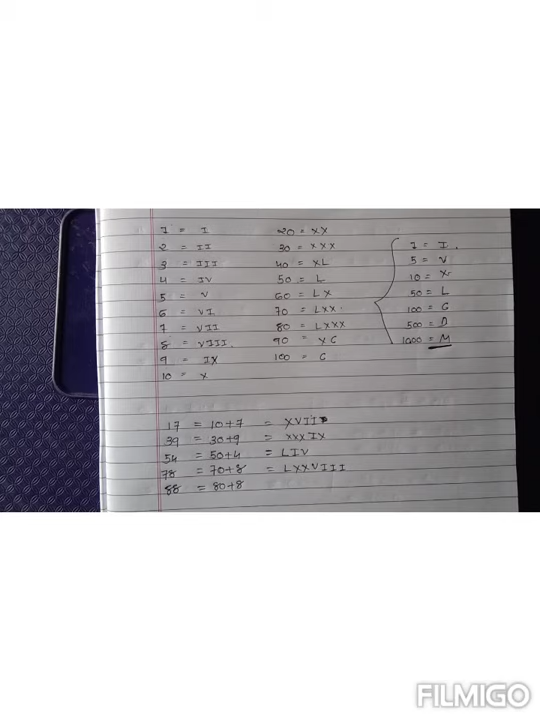 1 = I
2 = II
3 = III
4 = IV
5 = V
6 = VI
7 = VII
8 = VIII.
9 = IX
10 = X
20 = XX
30 = XXX
40 = XL
50 = L
60 = LX
70 = LXX
80 = LXXX
90 = XC
100 = C
1 = I.
5 = V
10 = X
50 = L
100 = C
500 = D
1000 = M
17 = 10+7 = XVII
39 = 30+9 = XXXIX
54 = 50+4 = LIV
78 = 70+8 = LXXVIII
88 = 80+8
FILMIGO